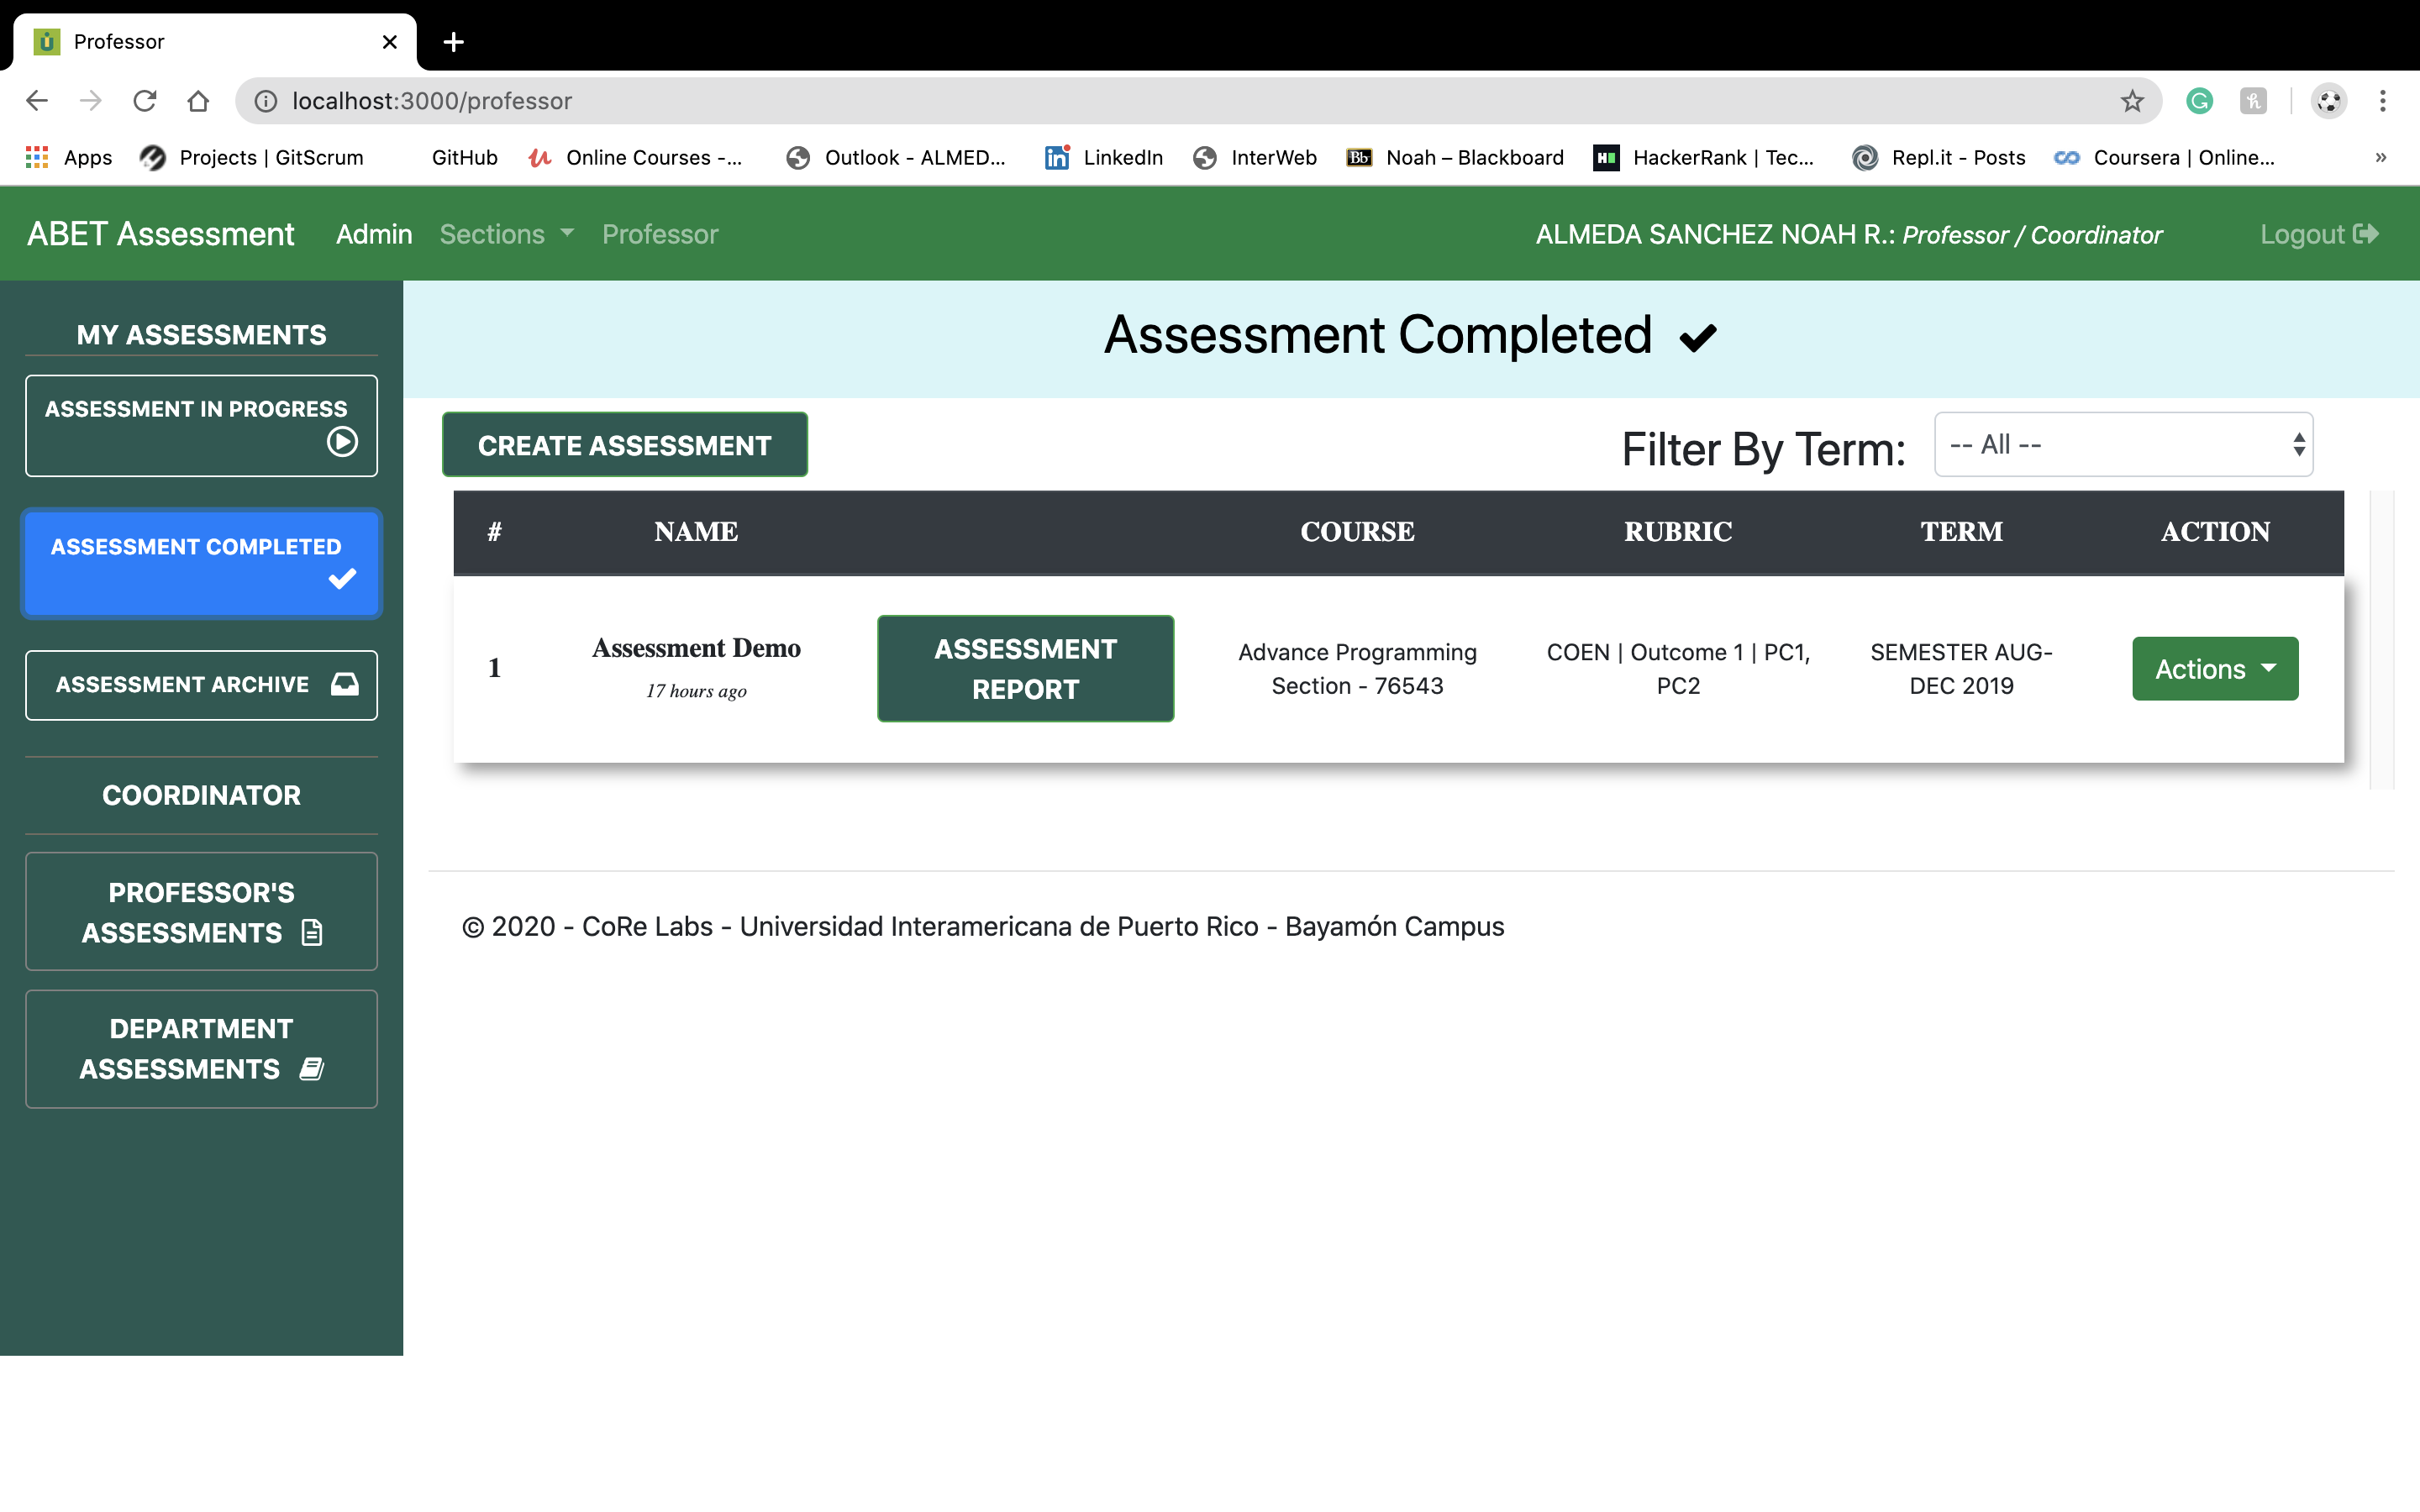 Professor
localhost:3000/professor
Apps Projects | GitScrum GitHub Online Courses -... Outlook - ALMED... LinkedIn InterWeb Bb Noah – Blackboard H HackerRank | Tec... Repl.it - Posts Coursera | Online... »
ABET Assessment Admin Sections Professor ALMEDA SANCHEZ NOAH R.: Professor / Coordinator Logout
MY ASSESSMENTS
ASSESSMENT IN PROGRESS
ASSESSMENT COMPLETED
ASSESSMENT ARCHIVE
COORDINATOR
PROFESSOR'S
ASSESSMENTS
DEPARTMENT
ASSESSMENTS
Assessment Completed
CREATE ASSESSMENT
Filter By Term: -- All --
# NAME COURSE RUBRIC TERM ACTION
1
Assessment Demo
17 hours ago
ASSESSMENT
REPORT
Advance Programming
Section - 76543
COEN | Outcome 1 | PC1,
PC2
SEMESTER AUG-
DEC 2019
Actions
© 2020 - CoRe Labs - Universidad Interamericana de Puerto Rico - Bayamón Campus